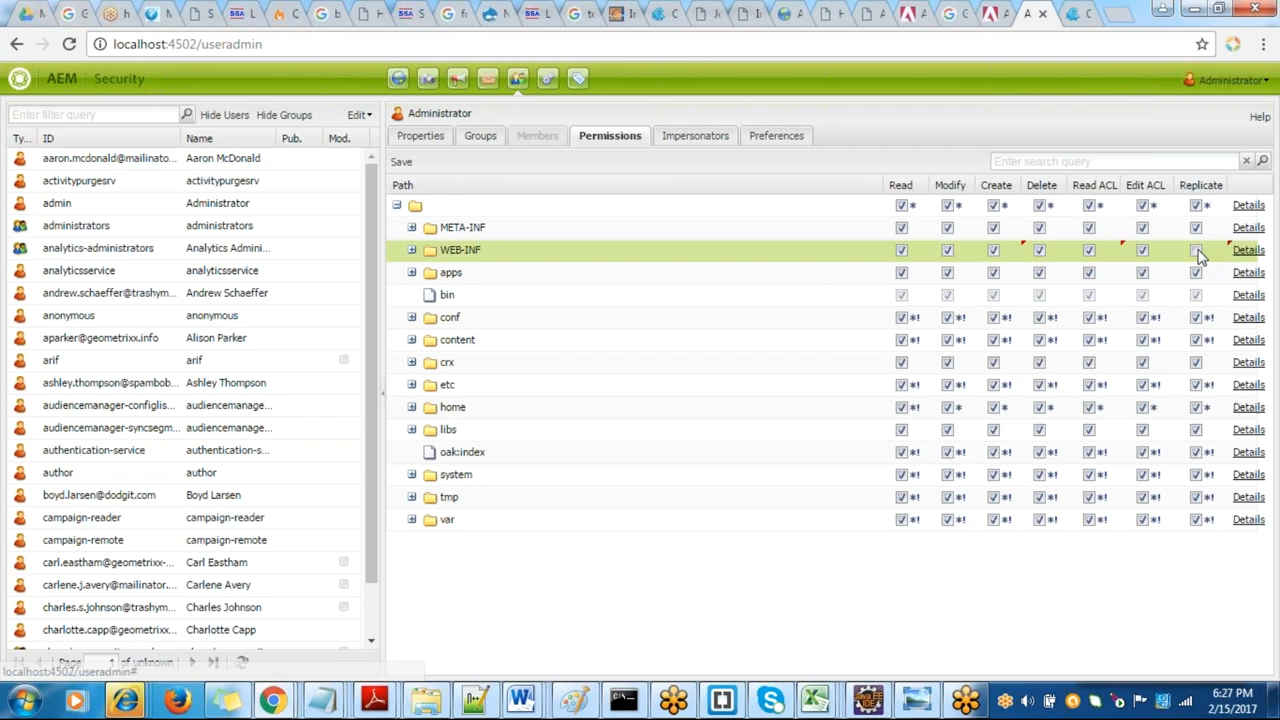 localhost:4502/useradmin
AEM Security
Administrator
Enter filter query Hide Users Hide Groups Edit
Administrator
Help
Properties Groups Members Permissions Impersonators Preferences
Save
Enter search query
Ty... ID Name Pub. Mod.
aaron.mcdonald@mailinato... Aaron McDonald
activitypurgesrv activitypurgesrv
admin Administrator
administrators administrators
analytics-administrators Analytics Admini...
analyticsservice analyticsservice
andrew.schaeffer@trashym... Andrew Schaeffer
anonymous anonymous
aparker@geometrixx.info Alison Parker
arif arif
ashley.thompson@spambob... Ashley Thompson
audiencemanager-configlis... audiencemanage...
audiencemanager-syncsegm... audiencemanage...
authentication-service authentication-s...
author author
boyd.larsen@dodgit.com Boyd Larsen
campaign-reader campaign-reader
campaign-remote campaign-remote
carl.eastham@geometrixx-... Carl Eastham
carlene.j.avery@mailinator.... Carlene Avery
charles.s.johnson@trashym... Charles Johnson
charlotte.capp@geometrixx... Charlotte Capp
Page 1 of unknown
localhost:4502/useradmin#
Path Read Modify Create Delete Read ACL Edit ACL Replicate
* * * * * * * Details
META-INF Details
WEB-INF Details
apps Details
bin Details
conf *! *! *! *! *! *! *! Details
content *! *! *! *! *! *! *! Details
crx Details
etc *! *! *! *! *! *! *! Details
home *! * * * * * * Details
libs Details
oak:index *! *! *! *! *! *! *! Details
system *! *! *! *! *! *! *! Details
tmp *! *! *! *! *! *! *! Details
var *! *! *! *! *! *! *! Details
6:27 PM
2/15/2017